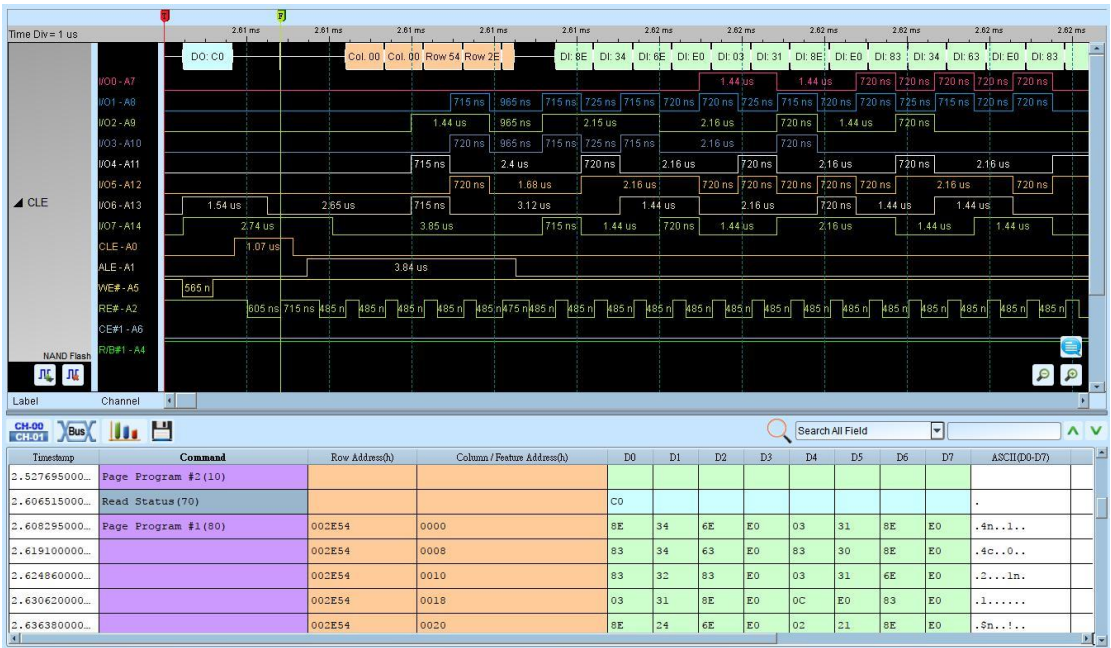 T F
Time Div = 1 us 2.61 ms 2.61 ms 2.61 ms 2.61 ms 2.61 ms 2.62 ms 2.62 ms 2.62 ms 2.62 ms 2.62 ms 2.62 ms
DO: C0 Col. 00 Col. 00 Row 54 Row 2E DI: 8E DI: 34 DI: 6E DI: E0 DI: 03 DI: 31 DI: 8E DI: E0 DI: 83 DI: 34 DI: 63 DI: E0 DI: 83
I/O0 - A7 1.44 us 1.44 us 720 ns 720 ns 720 ns 720 ns 720 ns
I/O1 - A8 715 ns 965 ns 715 ns 725 ns 715 ns 720 ns 720 ns 725 ns 715 ns 720 ns 720 ns 725 ns 715 ns 720 ns 720 ns
I/O2 - A9 1.44 us 965 ns 2.15 us 2.16 us 720 ns 1.44 us 720 ns
I/O3 - A10 720 ns 965 ns 715 ns 725 ns 715 ns 2.16 us 720 ns
I/O4 - A11 715 ns 2.4 us 720 ns 2.16 us 720 ns 2.16 us 720 ns 2.16 us
I/O5 - A12 720 ns 1.68 us 2.16 us 720 ns 720 ns 720 ns 720 ns 720 ns 2.16 us 720 ns
CLE I/O6 - A13 1.54 us 2.65 us 715 ns 3.12 us 1.44 us 2.16 us 720 ns 1.44 us 1.44 us
I/O7 - A14 2.74 us 3.85 us 715 ns 1.44 us 720 ns 1.44 us 2.16 us 1.44 us 1.44 us
CLE - A0 1.07 us
ALE - A1 3.84 us
WE# - A5 565 n
RE# - A2 605 ns 715 ns 485 n 485 n 485 n 485 n 485 n 475 n 485 n 485 n 485 n 485 n 485 n 485 n 485 n 485 n 485 n 485 n 485 n 485 n 485 n 485 n
CE#1 - A6
NAND Flash R/B#1 - A4
Label Channel
CH-00 CH-01 Bus Search All Field
Timestamp Command Row Address(h) Column / Feature Address(h) D0 D1 D2 D3 D4 D5 D6 D7 ASCII(D0-D7)
2.527695000... Page Program #2(10)
2.606515000... Read Status(70) C0 .
2.608295000... Page Program #1(80) 002E54 0000 8E 34 6E E0 03 31 8E E0 .4n..1..
2.619100000... 002E54 0008 83 34 63 E0 83 30 8E E0 .4c..0..
2.624860000... 002E54 0010 83 32 83 E0 03 31 6E E0 .2...1n.
2.630620000... 002E54 0018 03 31 8E E0 0C E0 83 E0 .1......
2.636380000... 002E54 0020 8E 24 6E E0 02 21 8E E0 .$n..!..